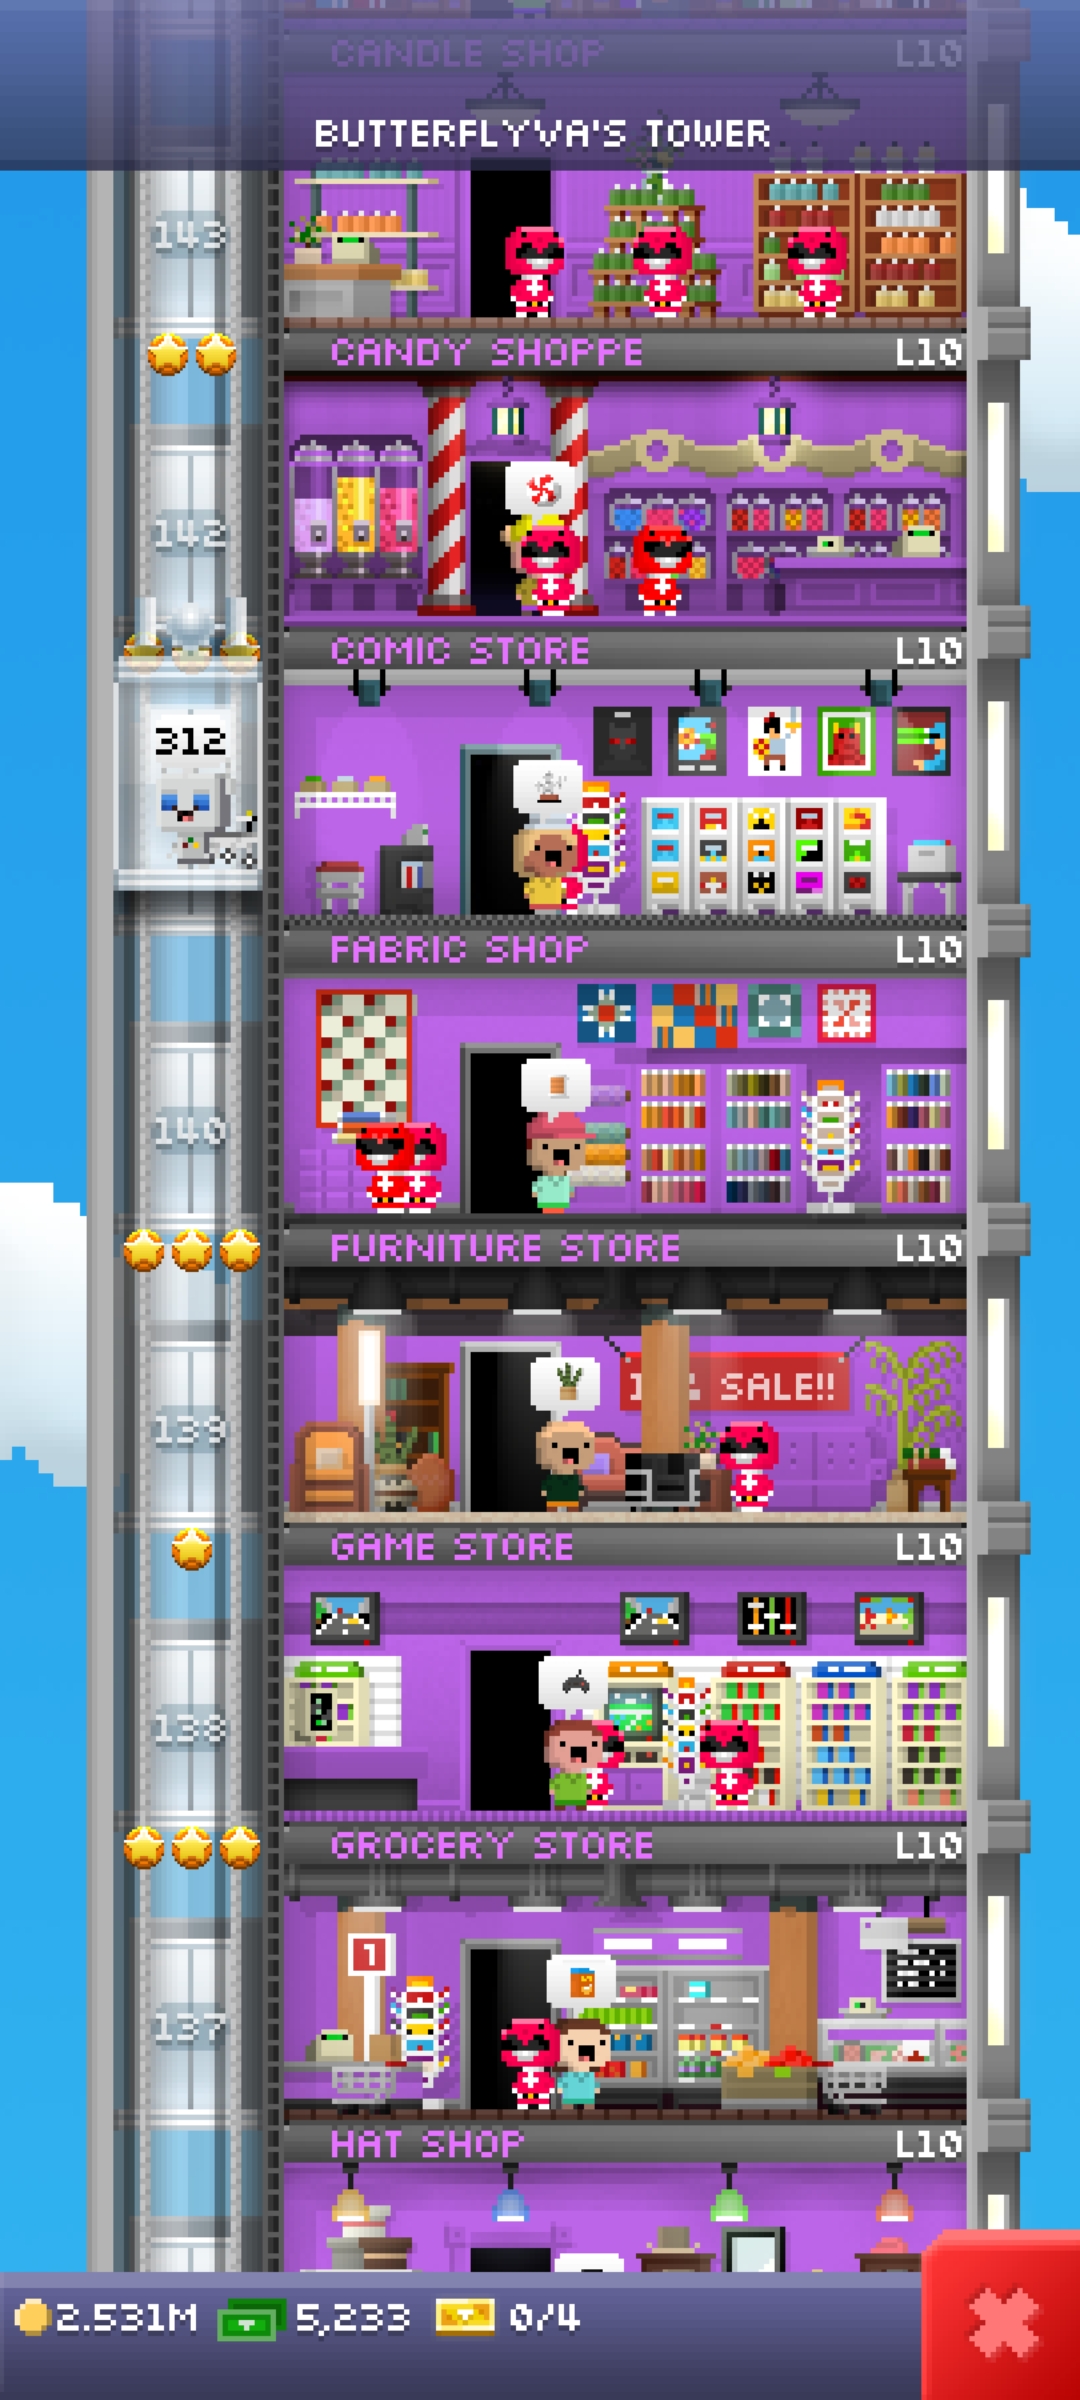 CANDLE SHOP L10
BUTTERFLYVA'S TOWER
143
CANDY SHOPPE L10
142
COMIC STORE L10
312
FABRIC SHOP L10
140
FURNITURE STORE L10
SALE!!
139
GAME STORE L10
138
GROCERY STORE L10
1
137
HAT SHOP L10
2.531M 5,233 0/4